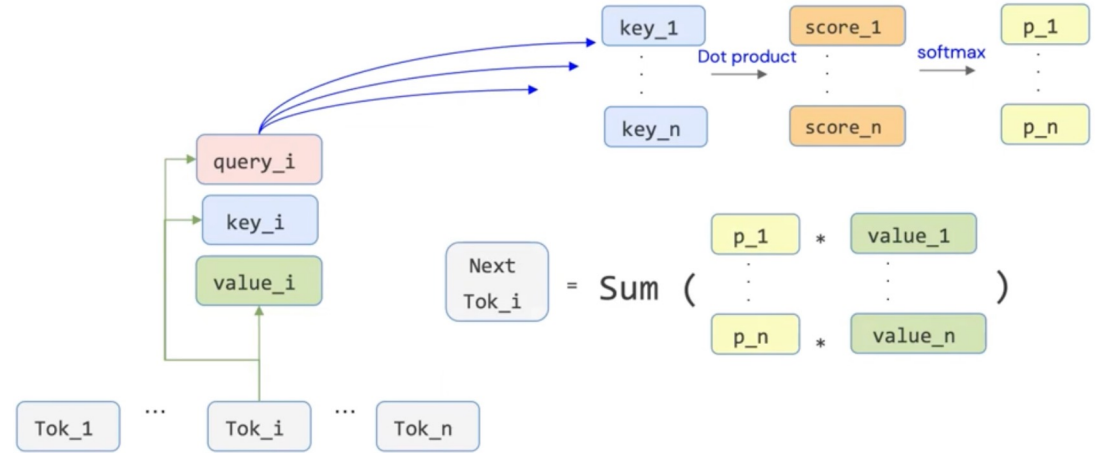 key_1
score_1
p_1
Dot product
softmax
.
.
.
.
.
.
.
.
.
key_n
score_n
p_n
query_i
key_i
value_i
Next
Tok_i
= Sum (
p_1 * value_1
.
.
.
.
.
.
p_n * value_n
)
Tok_1 ... Tok_i ... Tok_n